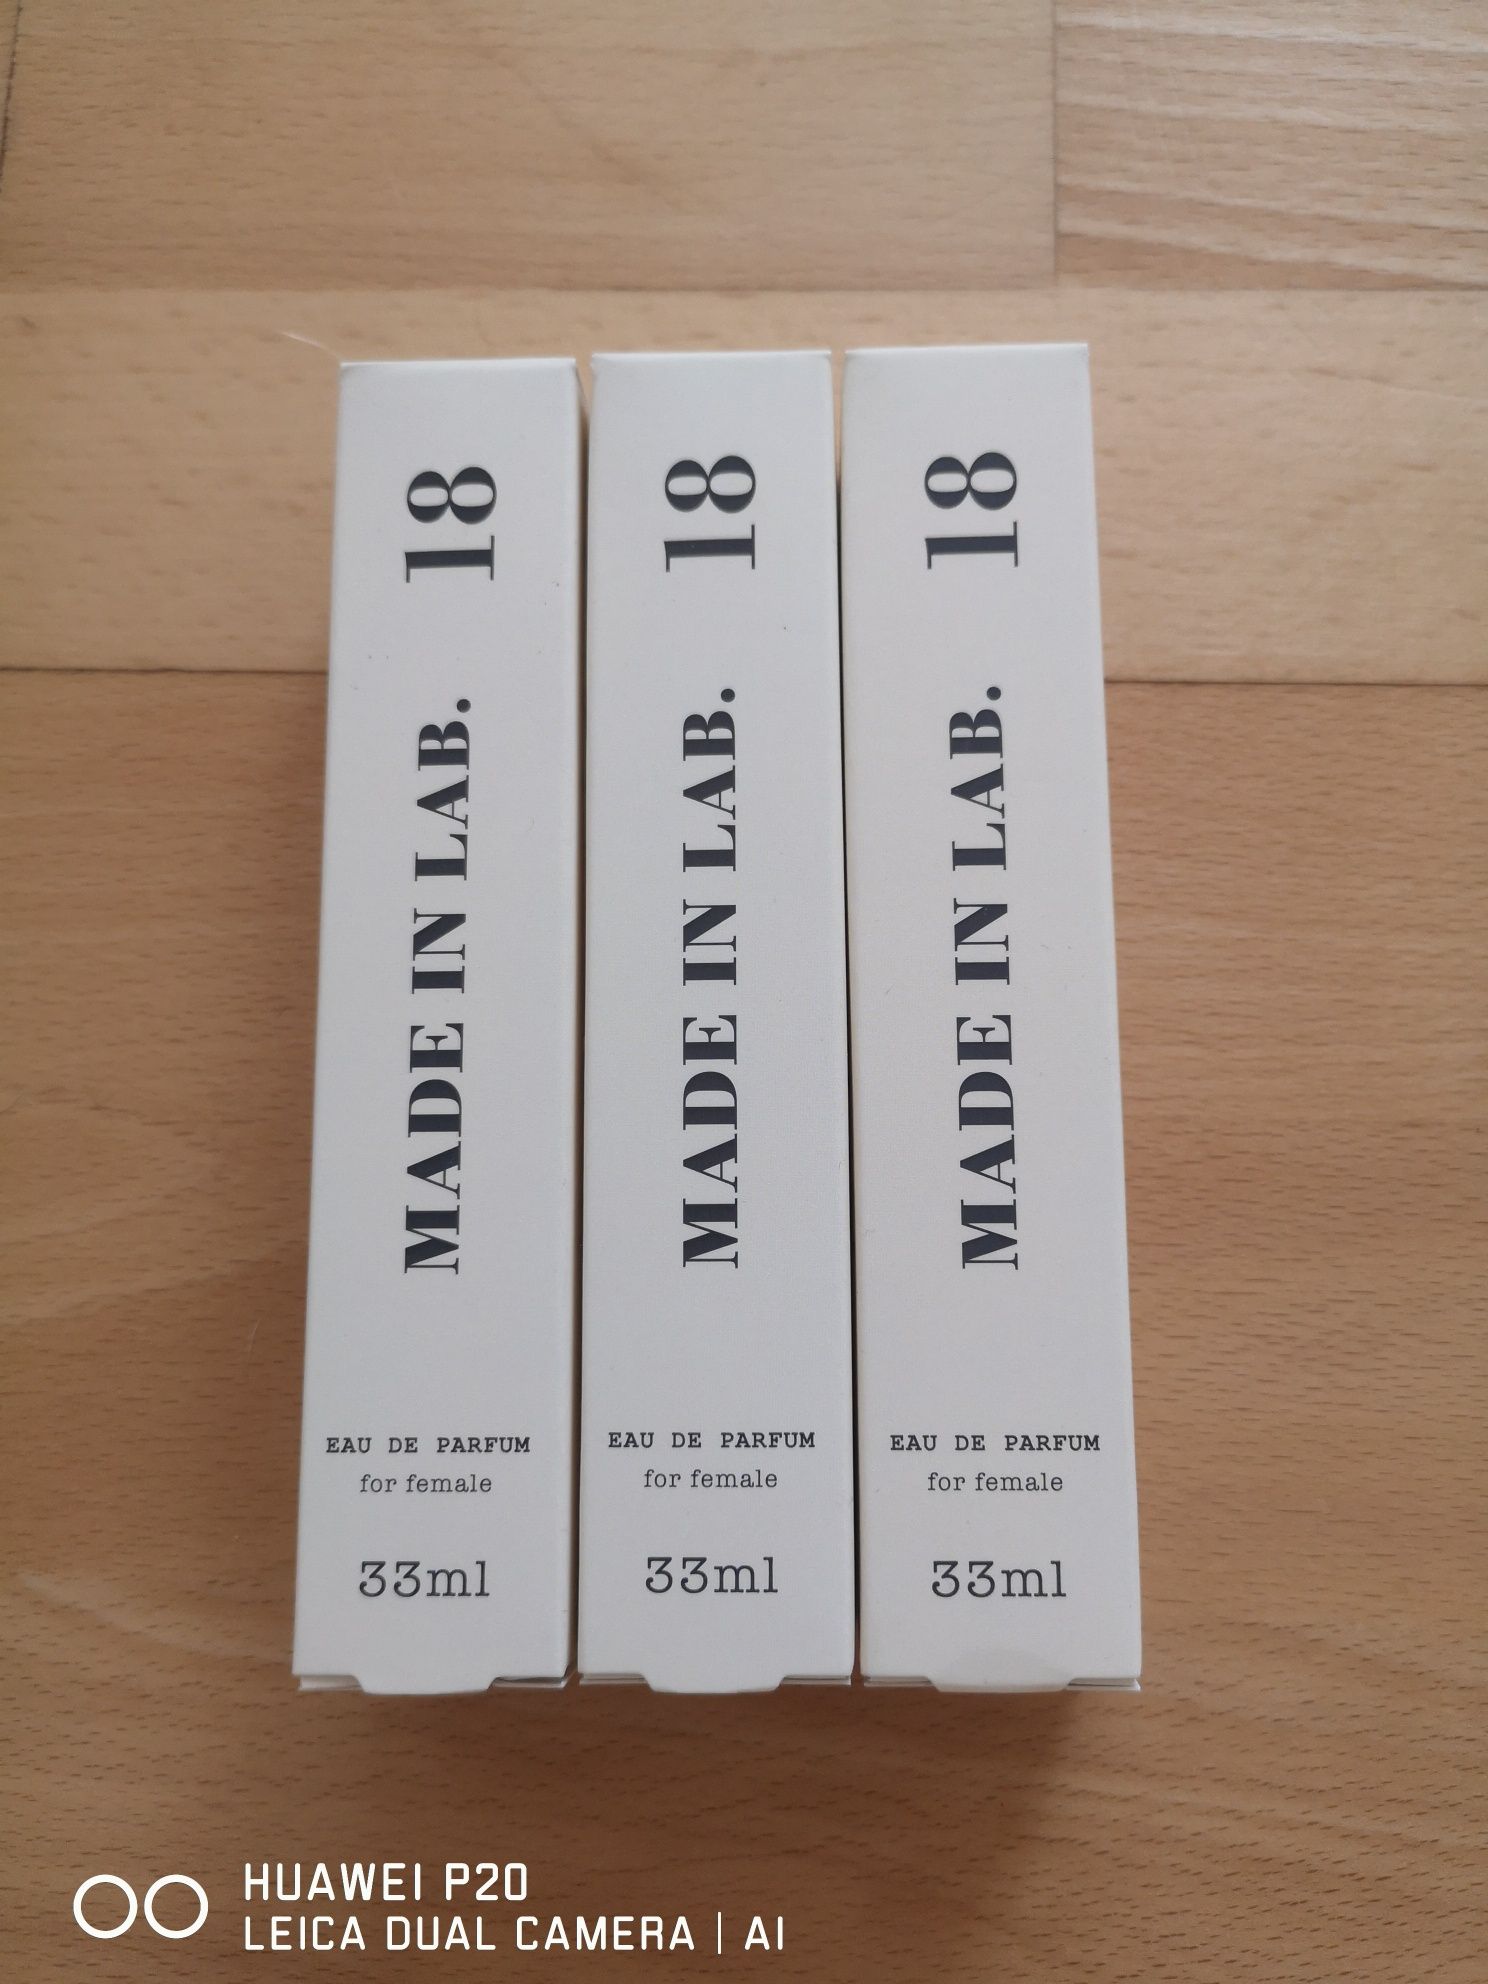 MADE IN LAB. 18
EAU DE PARFUM
for female
33ml
MADE IN LAB. 18
EAU DE PARFUM
for female
33ml
MADE IN LAB. 18
EAU DE PARFUM
for female
33ml
HUAWEI P20
LEICA DUAL CAMERA | AI